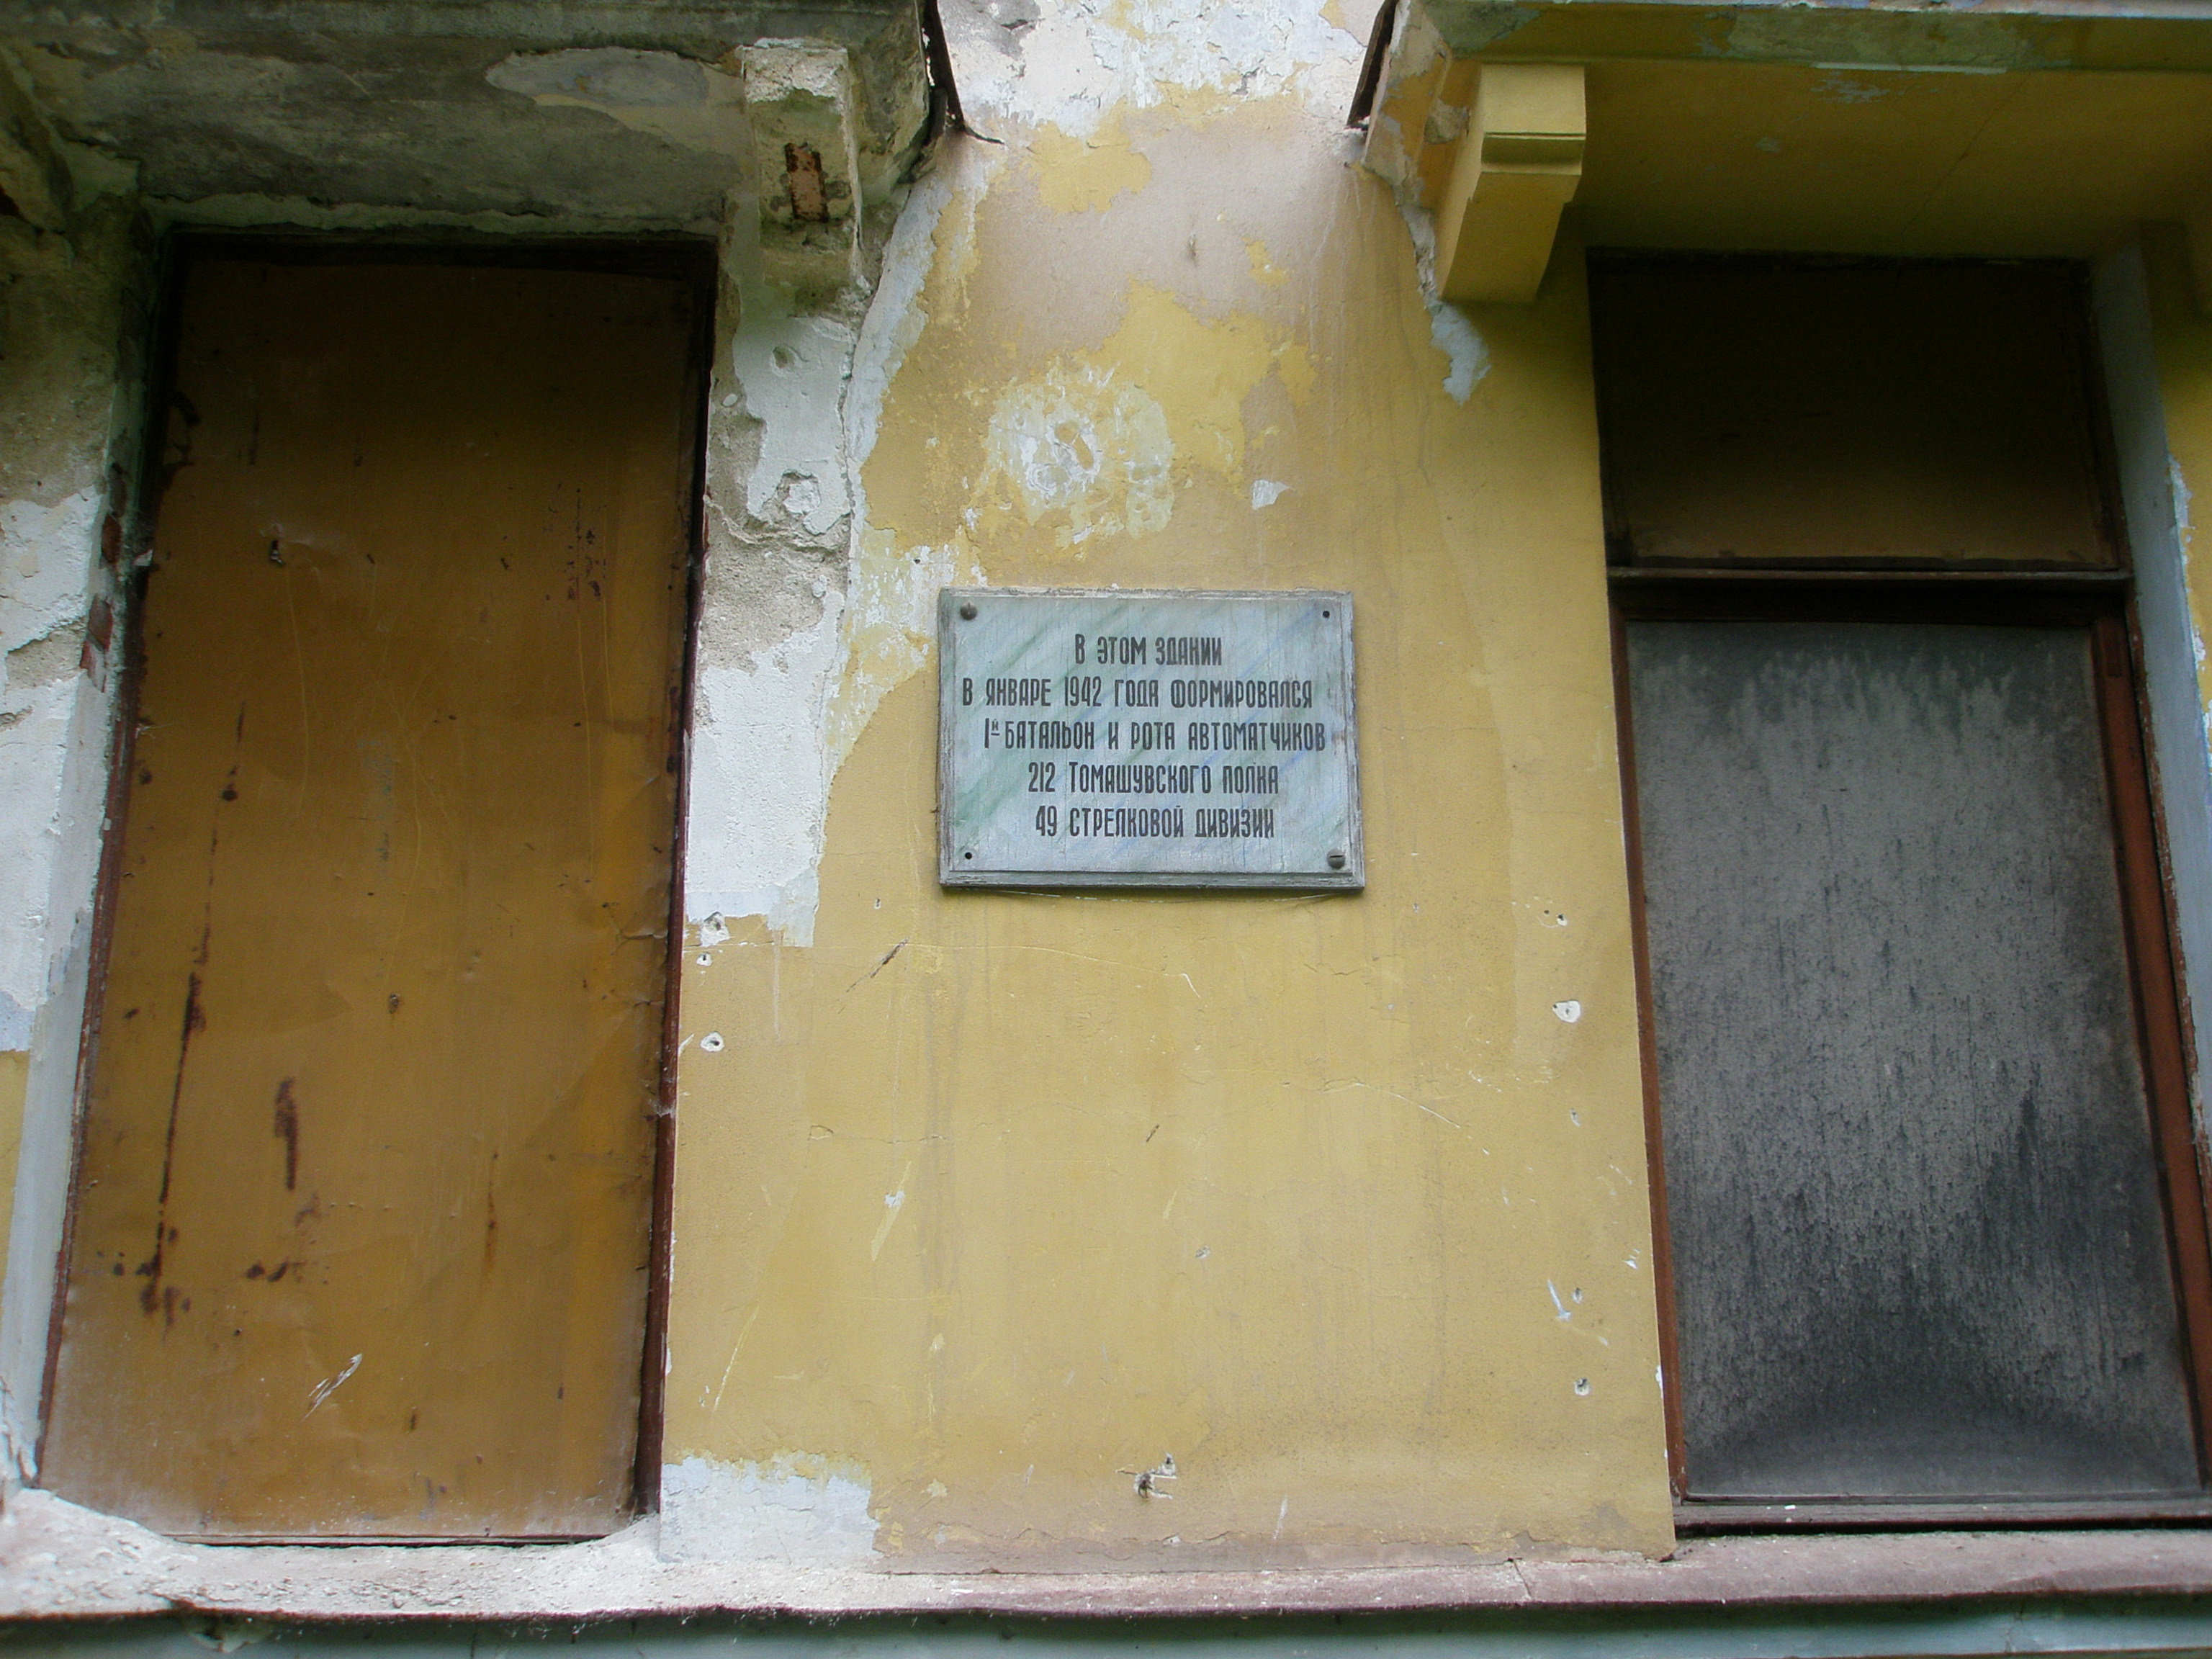 В ЭТОМ ЗДАНИИ
В ЯНВАРЕ 1942 ГОДА ФОРМИРОВАЛСЯ
1й БАТАЛЬОН И РОТА АВТОМАТЧИКОВ
212 ТОМАШУВСКОГО ПОЛКА
49 СТРЕЛКОВОЙ ДИВИЗИИ